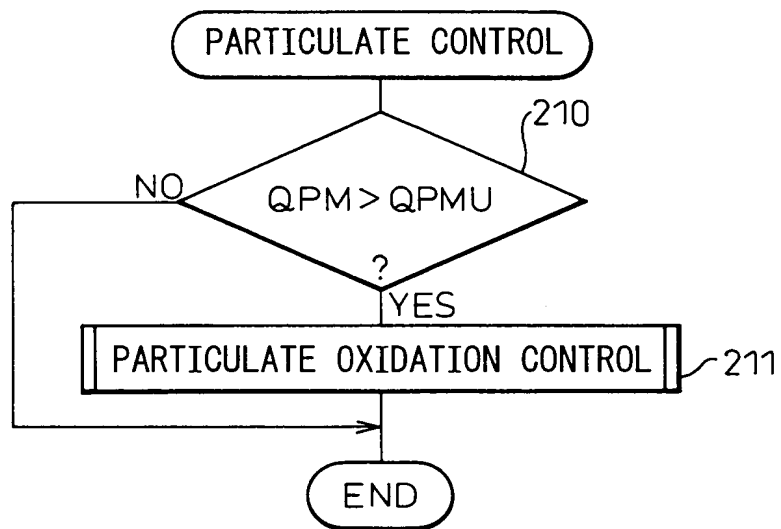 PARTICULATE CONTROL
210
NO
QPM > QPMU
?
YES
PARTICULATE OXIDATION CONTROL
211
END